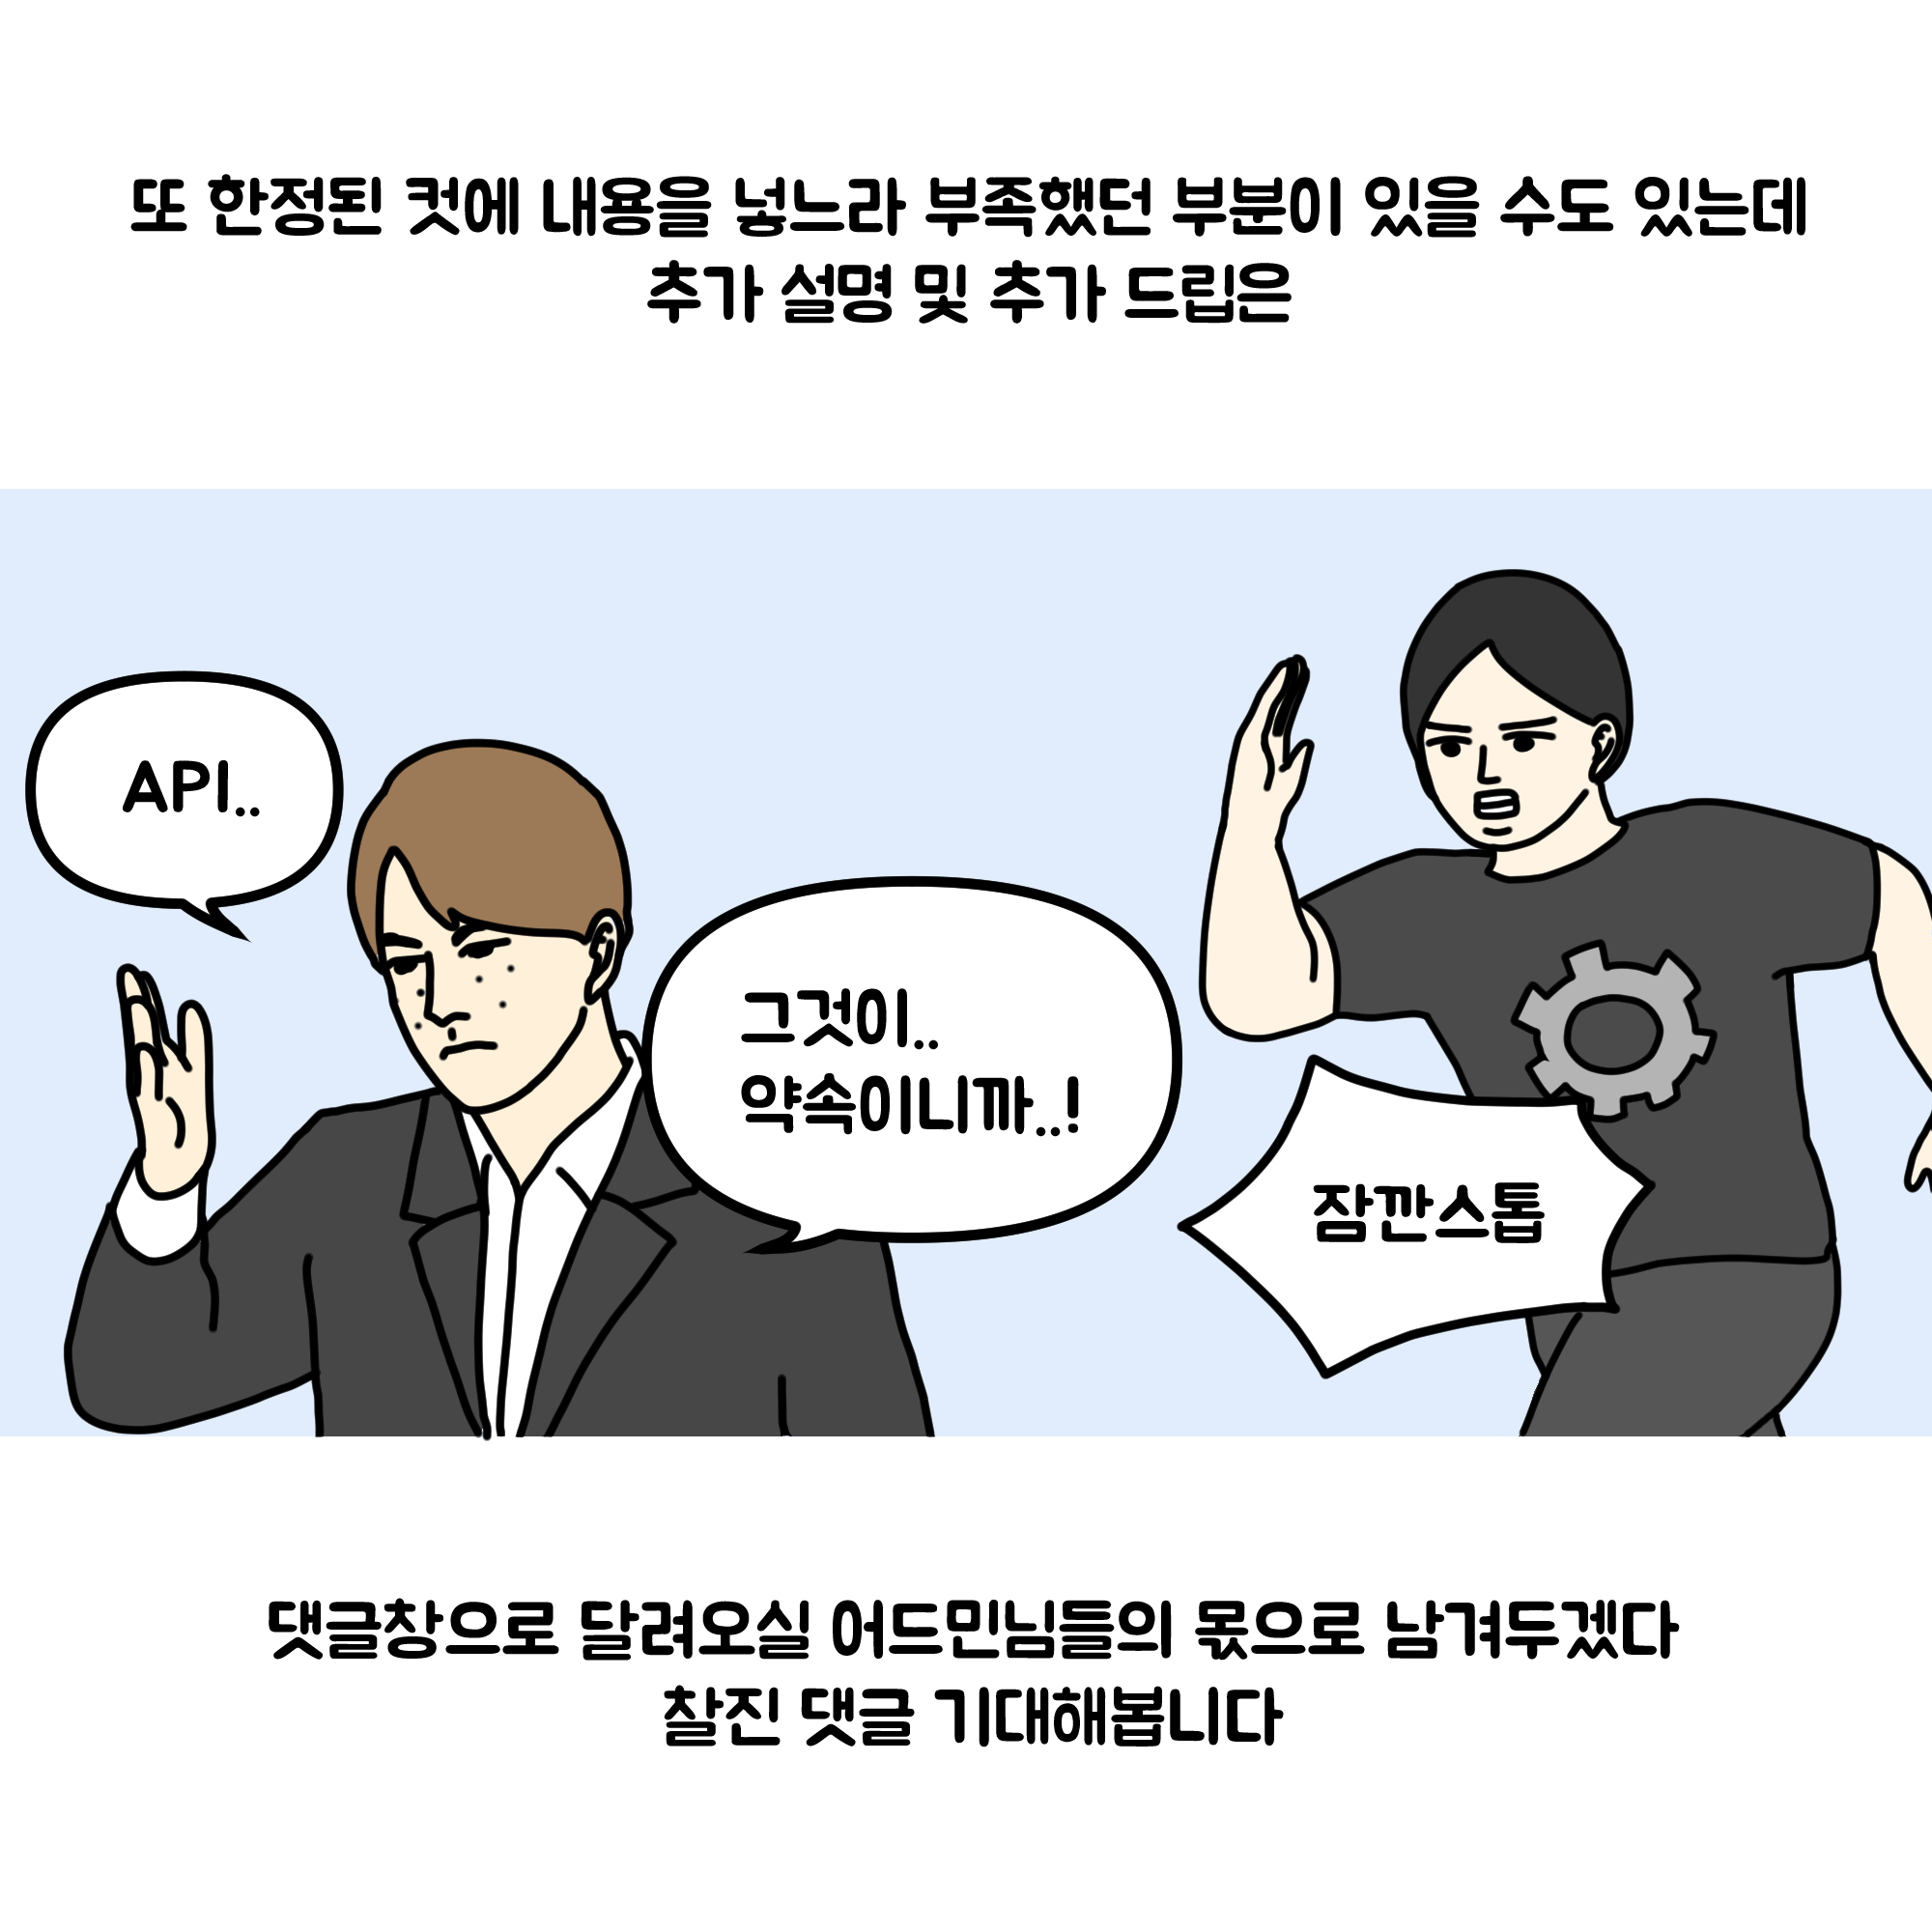 또 한정된 컷에 내용을 넣느라 부족했던 부분이 있을 수도 있는데
추가 설명 및 추가 드립은
API..
그것이..
약속이니까..!
잠깐스톱
댓글창으로 달려오실 어드민님들의 몫으로 남겨두겠다
찰진 댓글 기대해봅니다